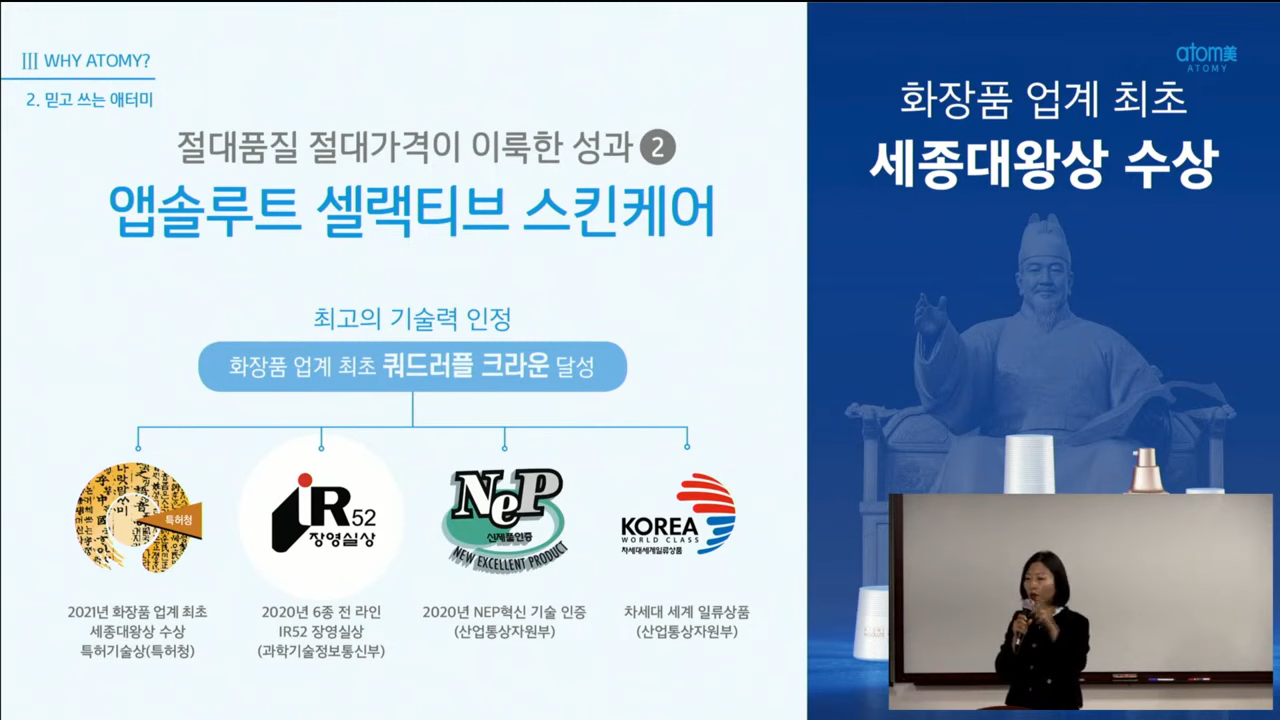 III WHY ATOMY?
2. 믿고 쓰는 애터미
절대품질 절대가격이 이룩한 성과 2
앱솔루트 셀랙티브 스킨케어
최고의 기술력 인정
화장품 업계 최초 쿼드러플 크라운 달성
특허청
IR52
장영실상
NeP
신제품인증
NEW EXCELLENT PRODUCT
KOREA
WORLD CLASS
차세대세계일류상품
2021년 화장품 업계 최초
세종대왕상 수상
특허기술상(특허청)
2020년 6종 전 라인
IR52 장영실상
(과학기술정보통신부)
2020년 NEP혁신 기술 인증
(산업통상자원부)
차세대 세계 일류상품
(산업통상자원부)
atom美
ATOMY
화장품 업계 최초
세종대왕상 수상